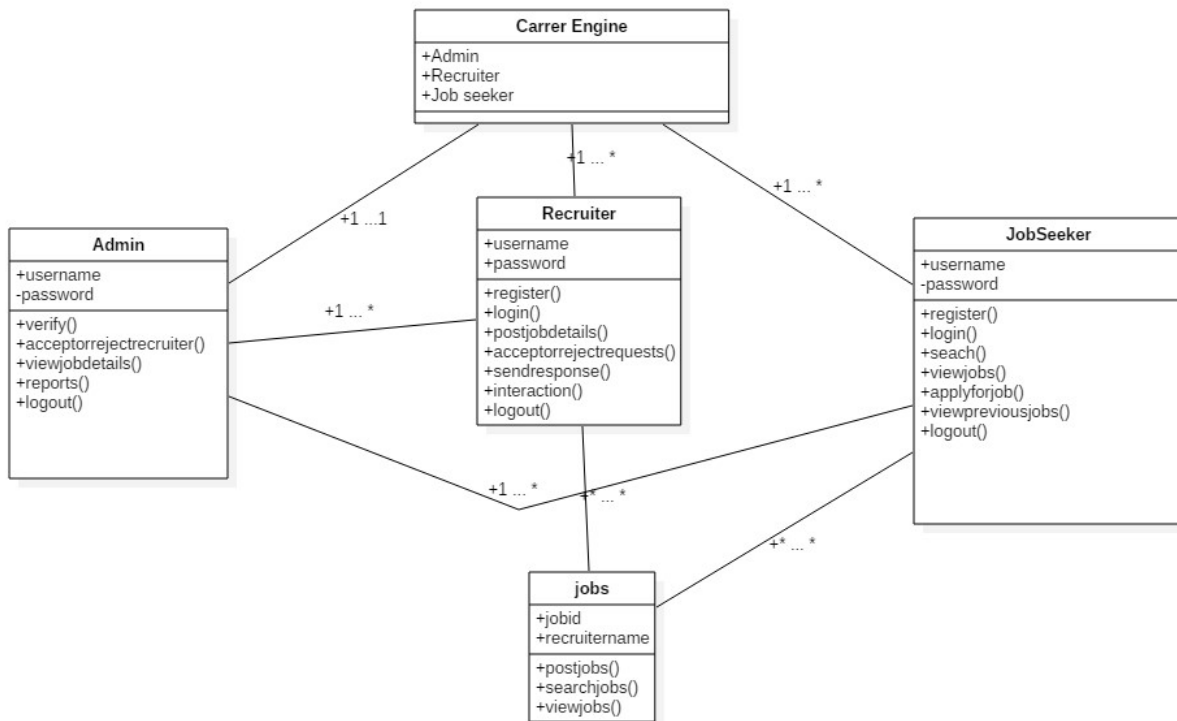 Carrer Engine
+Admin
+Recruiter
+Job seeker
+1 ... *
+1 ... *
+1 ...1
Recruiter
+username
+password
+register()
+login()
+postjobdetails()
+acceptorrejectrequests()
+sendresponse()
+interaction()
+logout()
JobSeeker
+username
-password
+register()
+login()
+seach()
+viewjobs()
+applyforjob()
+viewpreviousjobs()
+logout()
Admin
+username
-password
+verify()
+acceptorrejectrecruiter()
+viewjobdetails()
+reports()
+logout()
+1 ... *
+1 ... *
+* ... *
+* ... *
jobs
+jobid
+recruitername
+postjobs()
+searchjobs()
+viewjobs()